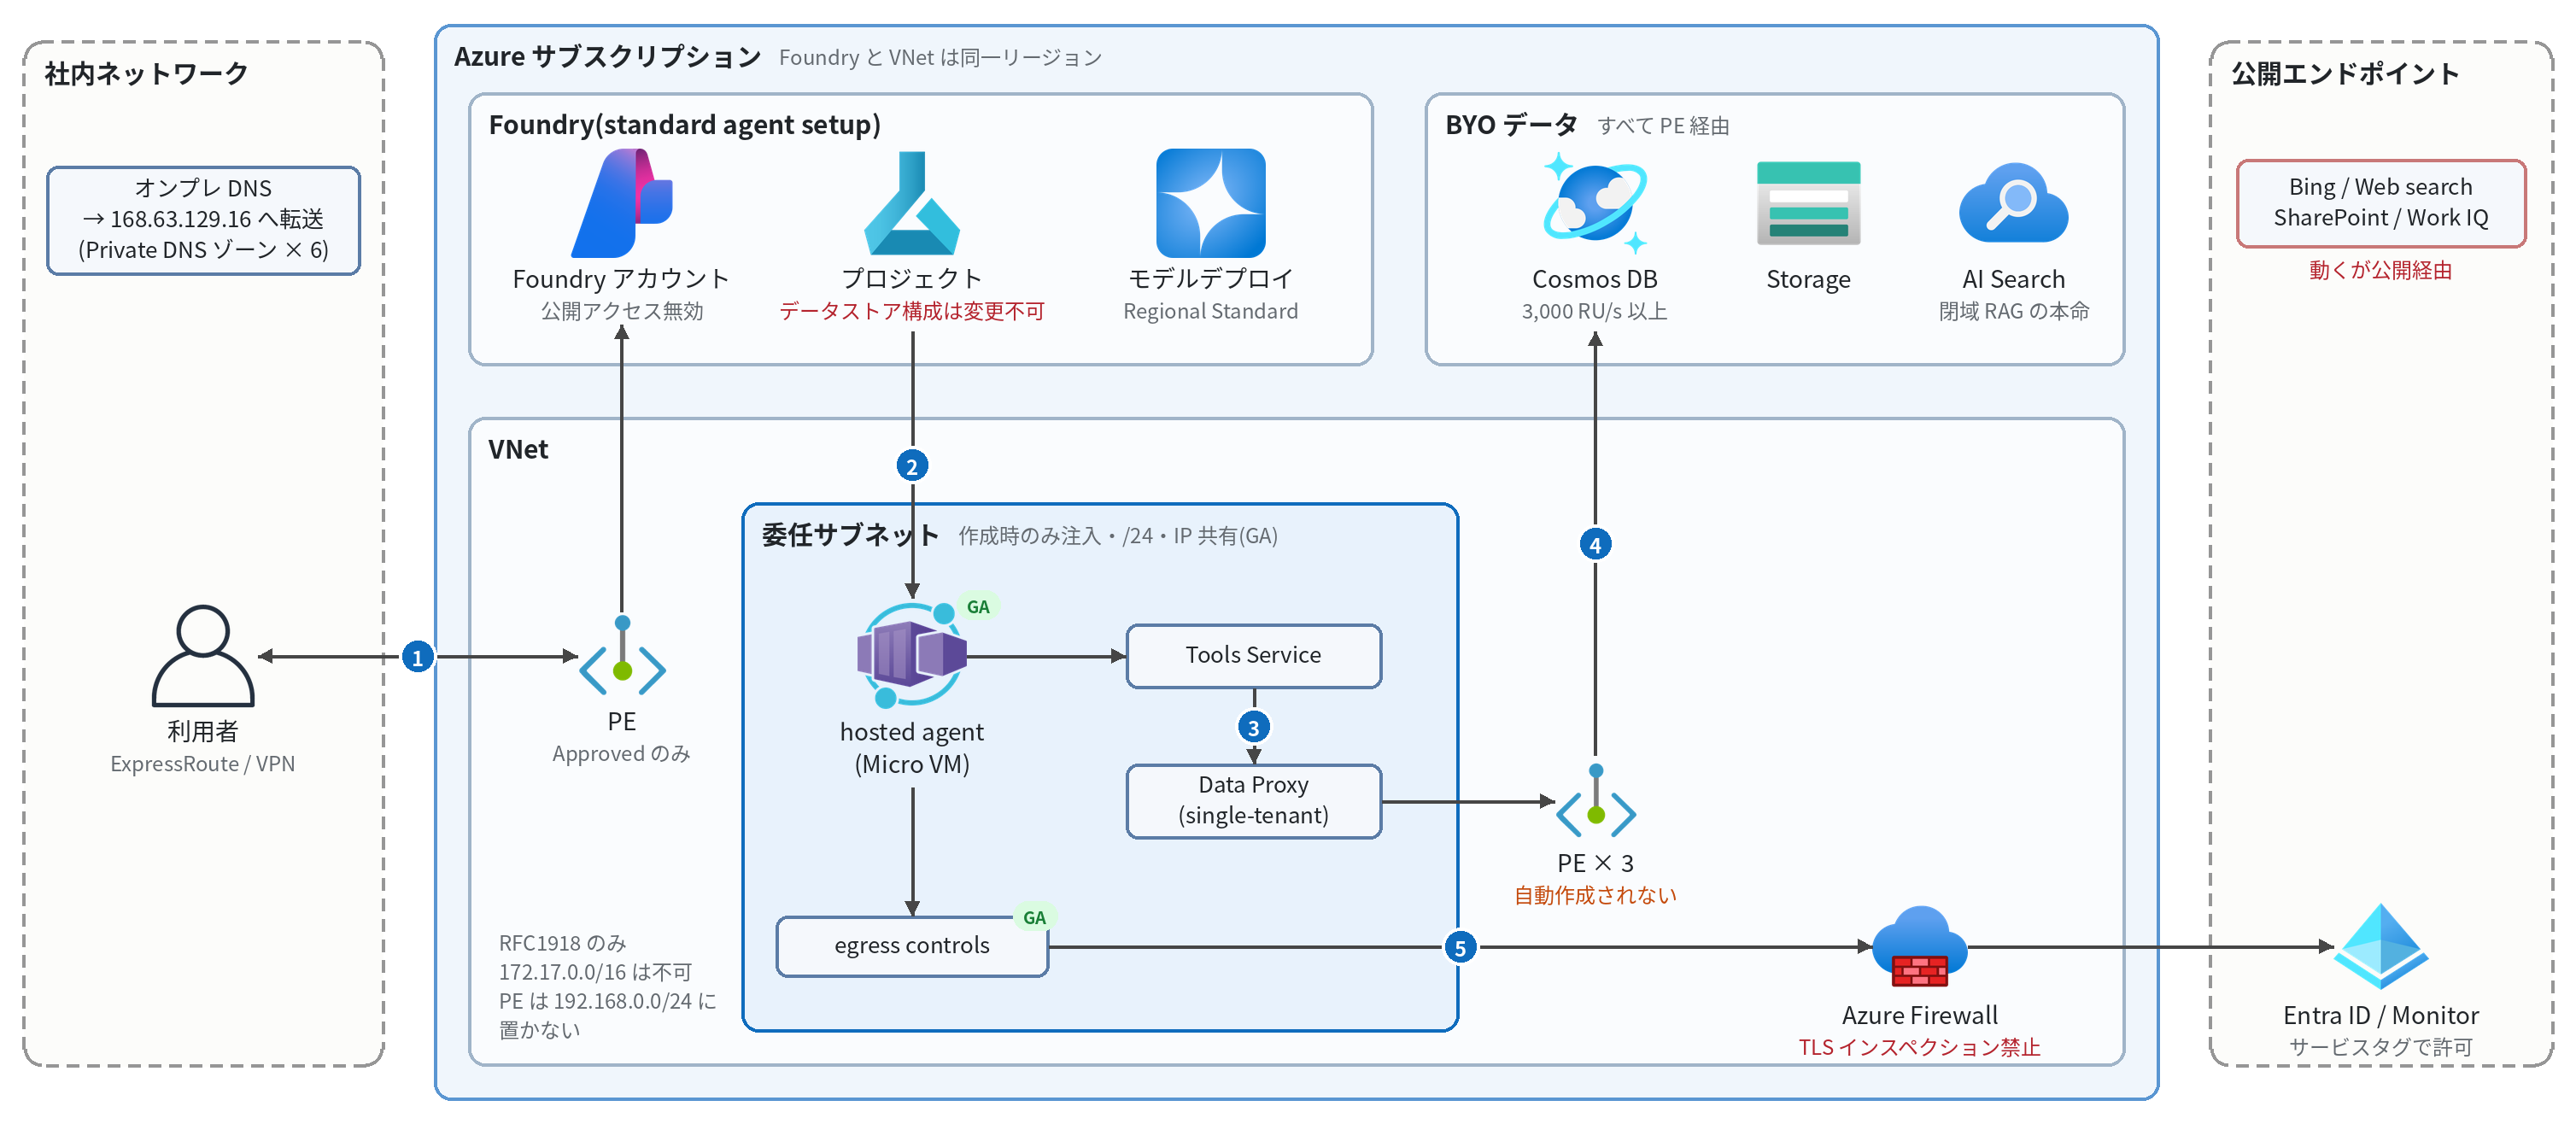 社内ネットワーク
オンプレ DNS
→ 168.63.129.16 へ転送
(Private DNS ゾーン × 6)
利用者
ExpressRoute / VPN
1
Azure サブスクリプション Foundry と VNet は同一リージョン
Foundry(standard agent setup)
Foundry アカウント
公開アクセス無効
プロジェクト
データストア構成は変更不可
モデルデプロイ
Regional Standard
BYO データ すべて PE 経由
Cosmos DB
3,000 RU/s 以上
Storage
AI Search
閉域 RAG の本命
VNet
2
委任サブネット 作成時のみ注入・/24・IP 共有(GA)
PE
Approved のみ
GA
hosted agent
(Micro VM)
Tools Service
3
Data Proxy
(single-tenant)
4
PE × 3
自動作成されない
RFC1918 のみ
172.17.0.0/16 は不可
PE は 192.168.0.0/24 に
置かない
GA
egress controls
5
Azure Firewall
TLS インスペクション禁止
公開エンドポイント
Bing / Web search
SharePoint / Work IQ
動くが公開経由
Entra ID / Monitor
サービスタグで許可